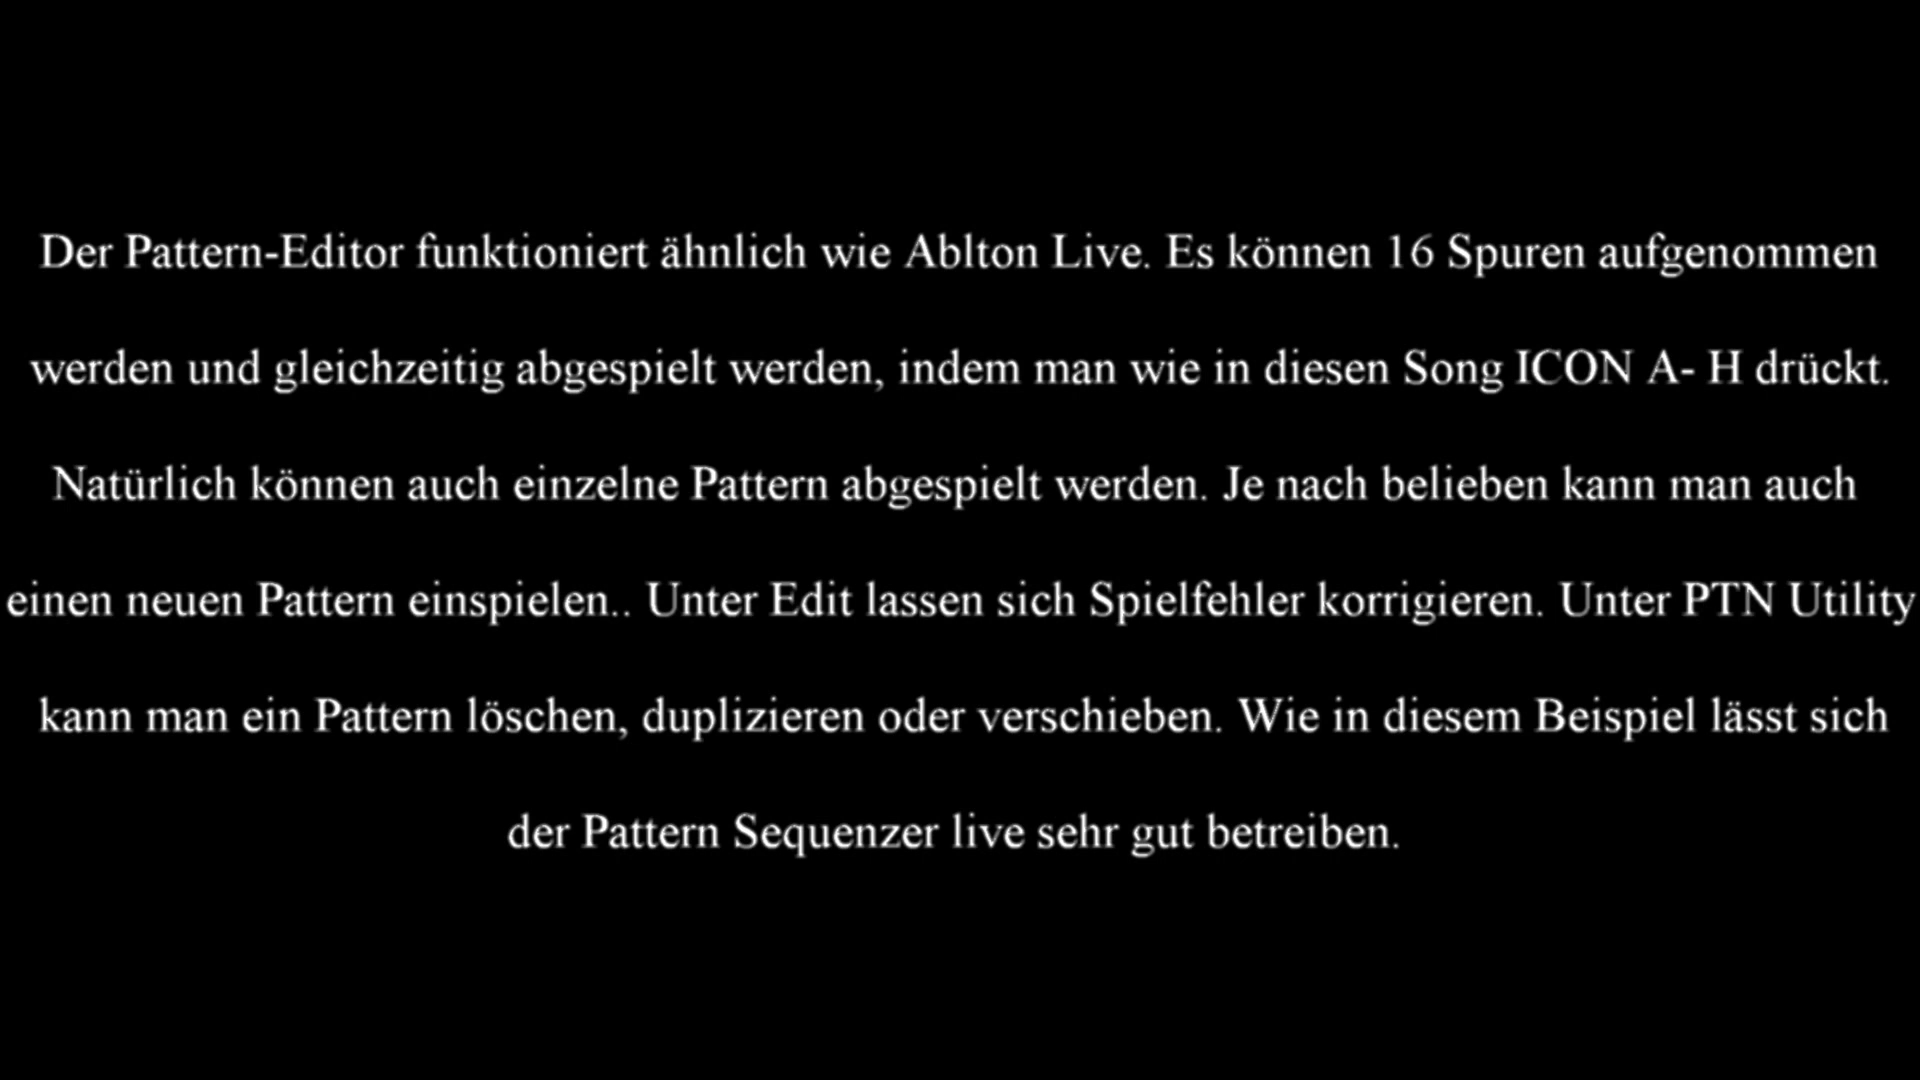 Der Pattern-Editor funktioniert ähnlich wie Ablton Live. Es können 16 Spuren aufgenommen
werden und gleichzeitig abgespielt werden, indem man wie in diesen Song ICON A- H drückt.
Natürlich können auch einzelne Pattern abgespielt werden. Je nach belieben kann man auch
einen neuen Pattern einspielen.. Unter Edit lassen sich Spielfehler korrigieren. Unter PTN Utility
kann man ein Pattern löschen, duplizieren oder verschieben. Wie in diesem Beispiel lässt sich
der Pattern Sequenzer live sehr gut betreiben.